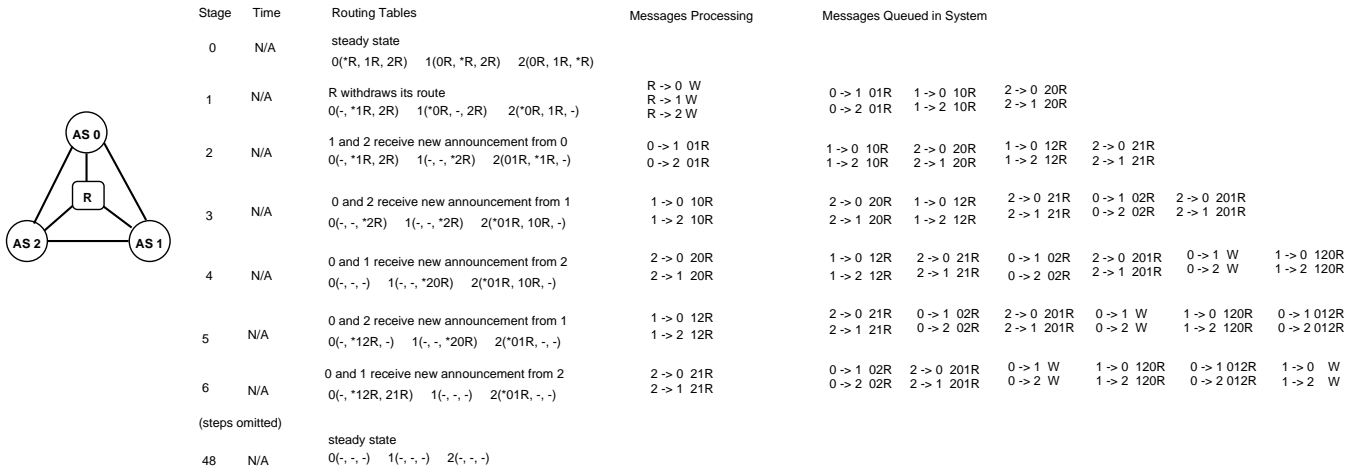 Stage Time Routing Tables Messages Processing Messages Queued in System
0 N/A steady state
0(*R, 1R, 2R) 1(0R, *R, 2R) 2(0R, 1R, *R)
1 N/A R withdraws its route
0(-, *1R, 2R) 1(*0R, -, 2R) 2(*0R, 1R, -)
R -> 0 W
R -> 1 W
R -> 2 W
0 -> 1 01R 1 -> 0 10R 2 -> 0 20R
0 -> 2 01R 1 -> 2 10R 2 -> 1 20R
2 N/A 1 and 2 receive new announcement from 0
0(-, *1R, 2R) 1(-, -, *2R) 2(01R, *1R, -)
0 -> 1 01R
0 -> 2 01R
1 -> 0 10R 2 -> 0 20R 1 -> 0 12R 2 -> 0 21R
1 -> 2 10R 2 -> 1 20R 1 -> 2 12R 2 -> 1 21R
AS 0
R
AS 2
AS 1
3 N/A 0 and 2 receive new announcement from 1
0(-, -, *2R) 1(-, -, *2R) 2(*01R, 10R, -)
1 -> 0 10R
1 -> 2 10R
2 -> 0 20R 1 -> 0 12R 2 -> 0 21R 0 -> 1 02R 2 -> 0 201R
2 -> 1 20R 1 -> 2 12R 2 -> 1 21R 0 -> 2 02R 2 -> 1 201R
4 N/A 0 and 1 receive new announcement from 2
0(-, -, -) 1(-, -, *20R) 2(*01R, 10R, -)
2 -> 0 20R
2 -> 1 20R
1 -> 0 12R 2 -> 0 21R 0 -> 1 02R 2 -> 0 201R 0 -> 1 W 1 -> 0 120R
1 -> 2 12R 2 -> 1 21R 0 -> 2 02R 2 -> 1 201R 0 -> 2 W 1 -> 2 120R
5 N/A 0 and 2 receive new announcement from 1
0(-, *12R, -) 1(-, -, *20R) 2(*01R, -, -)
1 -> 0 12R
1 -> 2 12R
2 -> 0 21R 0 -> 1 02R 2 -> 0 201R 0 -> 1 W 1 -> 0 120R 0 -> 1 012R
2 -> 1 21R 0 -> 2 02R 2 -> 1 201R 0 -> 2 W 1 -> 2 120R 0 -> 2 012R
6 N/A 0 and 1 receive new announcement from 2
0(-, *12R, 21R) 1(-, -, -) 2(*01R, -, -)
2 -> 0 21R
2 -> 1 21R
0 -> 1 02R 2 -> 0 201R 0 -> 1 W 1 -> 0 120R 0 -> 1 012R 1 -> 0 W
0 -> 2 02R 2 -> 1 201R 0 -> 2 W 1 -> 2 120R 0 -> 2 012R 1 -> 2 W
(steps omitted)
48 N/A steady state
0(-, -, -) 1(-, -, -) 2(-, -, -)